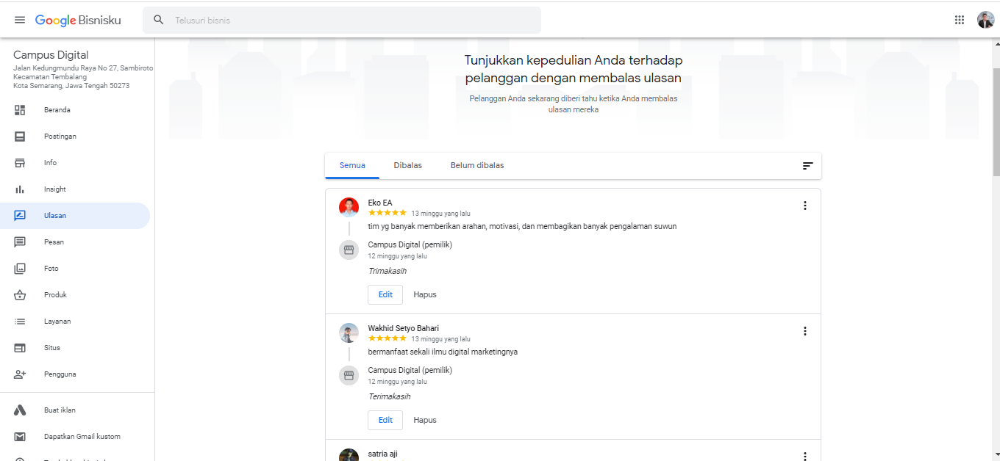 Google Bisnisku
Telusuri bisnis
Campus Digital
Jalan Kedungmundu Raya No 27, Sambiroto
Kecamatan Tembalang
Kota Semarang, Jawa Tengah 50273
Beranda
Postingan
Info
Insight
Ulasan
Pesan
Foto
Produk
Layanan
Situs
Pengguna
Buat iklan
Dapatkan Gmail kustom
Tunjukkan kepedulian Anda terhadap
pelanggan dengan membalas ulasan
Pelanggan Anda sekarang diberi tahu ketika Anda membalas
ulasan mereka
Semua
Dibalas
Belum dibalas
Eko EA
13 minggu yang lalu
tim yg banyak memberikan arahan, motivasi, dan membagikan banyak pengalaman suwun
Campus Digital (pemilik)
12 minggu yang lalu
Trimakasih
Edit
Hapus
Wakhid Setyo Bahari
13 minggu yang lalu
bermanfaat sekali ilmu digital marketingnya
Campus Digital (pemilik)
12 minggu yang lalu
Terimakasih
Edit
Hapus
satria aji